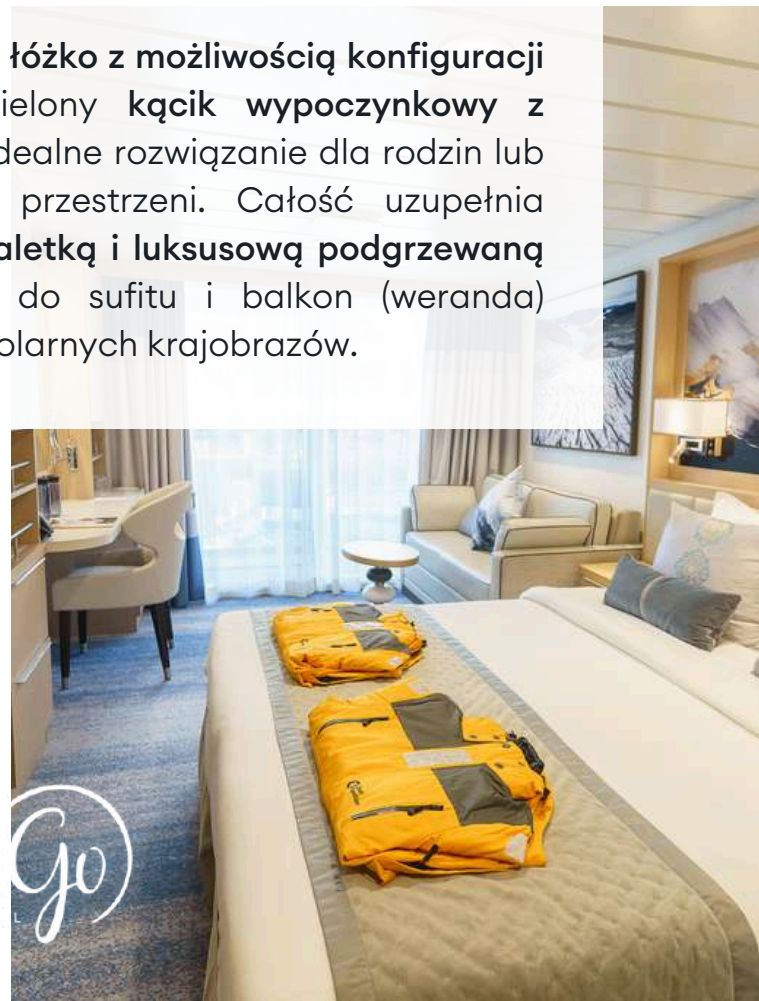 łóżko z możliwością konfiguracji
ielony kącik wypoczynkowy z
dealne rozwiązanie dla rodzin lub
przestrzeni. Całość uzupełnia
aletką i luksusową podgrzewaną
do sufitu i balkon (weranda)
olarnych krajobrazów.
Go
L